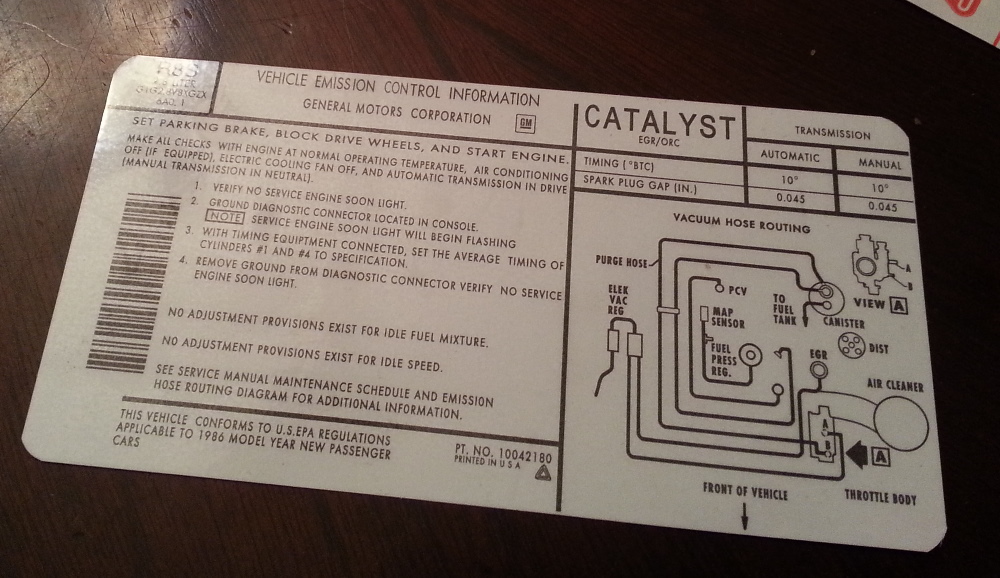 R8S
2.8 LITER
6A0. 1
VEHICLE EMISSION CONTROL INFORMATION
GENERAL MOTORS CORPORATION
GM
SET PARKING BRAKE, BLOCK DRIVE WHEELS, AND START ENGINE.
MAKE ALL CHECKS WITH ENGINE AT NORMAL OPERATING TEMPERATURE, AIR CONDITIONING
OFF (IF EQUIPPED), ELECTRIC COOLING FAN OFF, AND AUTOMATIC TRANSMISSION IN DRIVE
(MANUAL TRANSMISSION IN NEUTRAL).
1. VERIFY NO SERVICE ENGINE SOON LIGHT.
2. GROUND DIAGNOSTIC CONNECTOR LOCATED IN CONSOLE.
NOTE SERVICE ENGINE SOON LIGHT WILL BEGIN FLASHING
3. WITH TIMING EQUIPTMENT CONNECTED, SET THE AVERAGE TIMING OF
CYLINDERS #1 AND #4 TO SPECIFICATION.
4. REMOVE GROUND FROM DIAGNOSTIC CONNECTOR VERIFY NO SERVICE
ENGINE SOON LIGHT.
NO ADJUSTMENT PROVISIONS EXIST FOR IDLE FUEL MIXTURE.
NO ADJUSTMENT PROVISIONS EXIST FOR IDLE SPEED.
SEE SERVICE MANUAL MAINTENANCE SCHEDULE AND EMISSION
HOSE ROUTING DIAGRAM FOR ADDITIONAL INFORMATION.
THIS VEHICLE CONFORMS TO U.S.EPA REGULATIONS
APPLICABLE TO 1986 MODEL YEAR NEW PASSENGER
CARS
PT. NO. 10042180
PRINTED IN U S A
CATALYST
EGR/ORC
TRANSMISSION
AUTOMATIC MANUAL
TIMING (°BTC) 10° 10°
SPARK PLUG GAP (IN.) 0.045 0.045
VACUUM HOSE ROUTING
PURGE HOSE
ELEK
VAC
REG
PCV
MAP
SENSOR
FUEL
PRESS
REG.
TO
FUEL
TANK
CANISTER
A
B
VIEW A
DIST
EGR
AIR CLEANER
A
B
A
THROTTLE BODY
FRONT OF VEHICLE